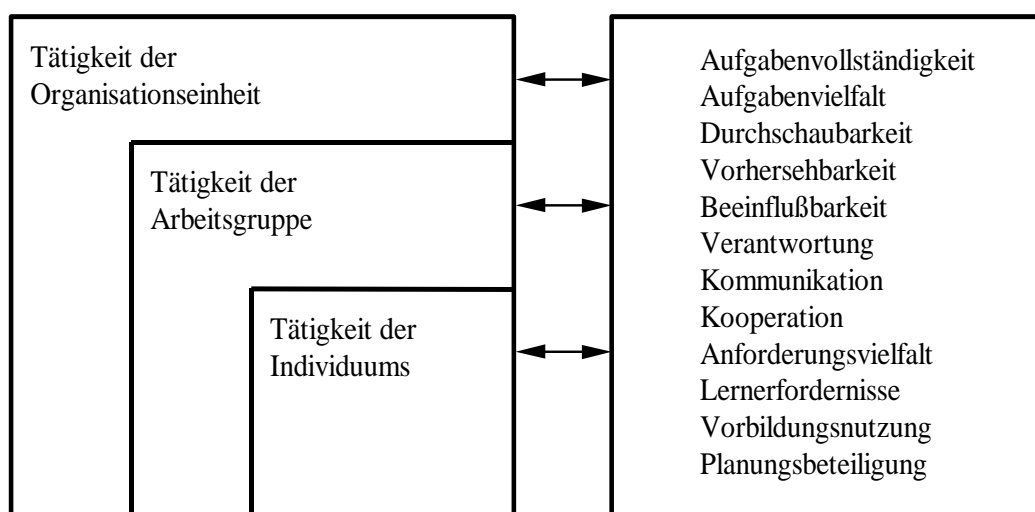 Tätigkeit der
Organisationseinheit
Tätigkeit der
Arbeitsgruppe
Tätigkeit der
Individuums
Aufgabenvollständigkeit
Aufgabenvielfalt
Durchschaubarkeit
Vorhersehbarkeit
Beeinflußbarkeit
Verantwortung
Kommunikation
Kooperation
Anforderungsvielfalt
Lernerfordernisse
Vorbildungsnutzung
Planungsbeteiligung